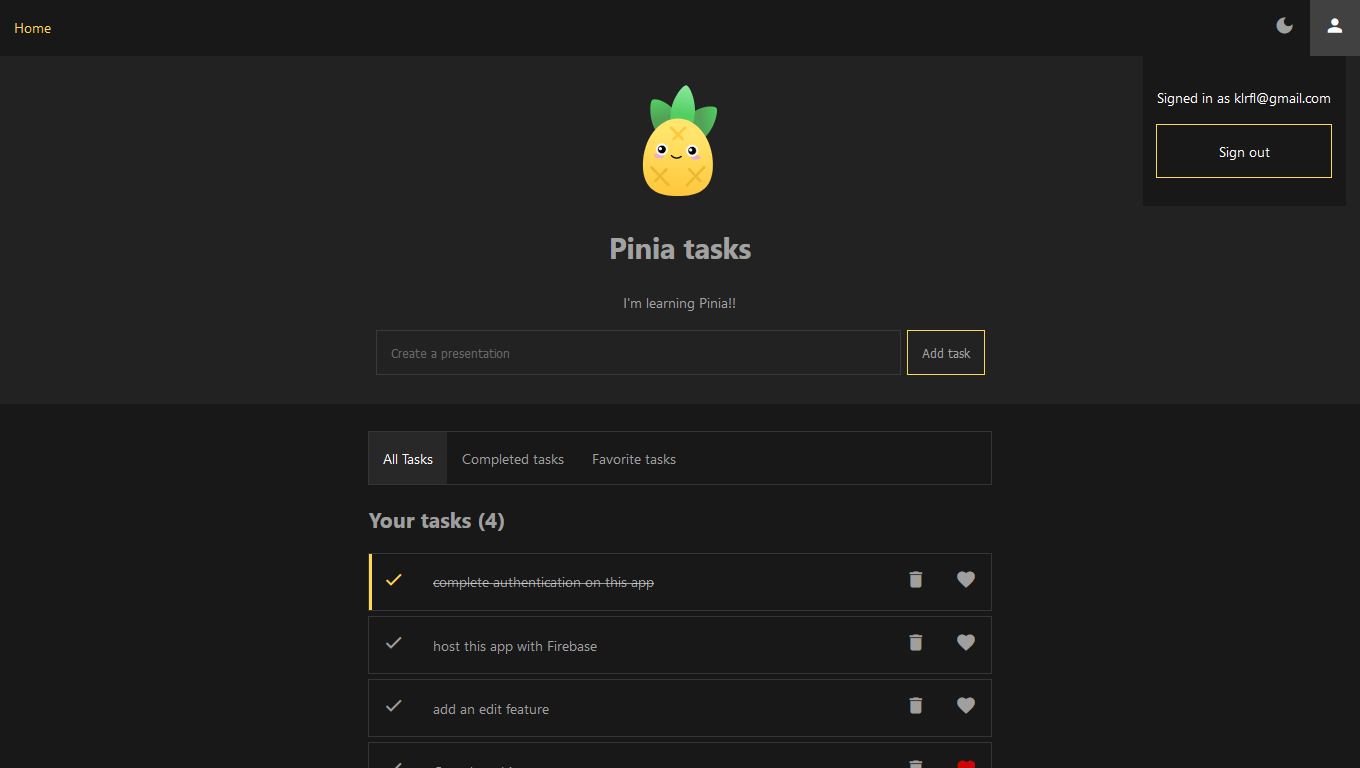 Home
Signed in as klrfl@gmail.com
Sign out
Pinia tasks
I'm learning Pinia!!
Create a presentation
Add task
All Tasks
Completed tasks
Favorite tasks
Your tasks (4)
complete authentication on this app
host this app with Firebase
add an edit feature